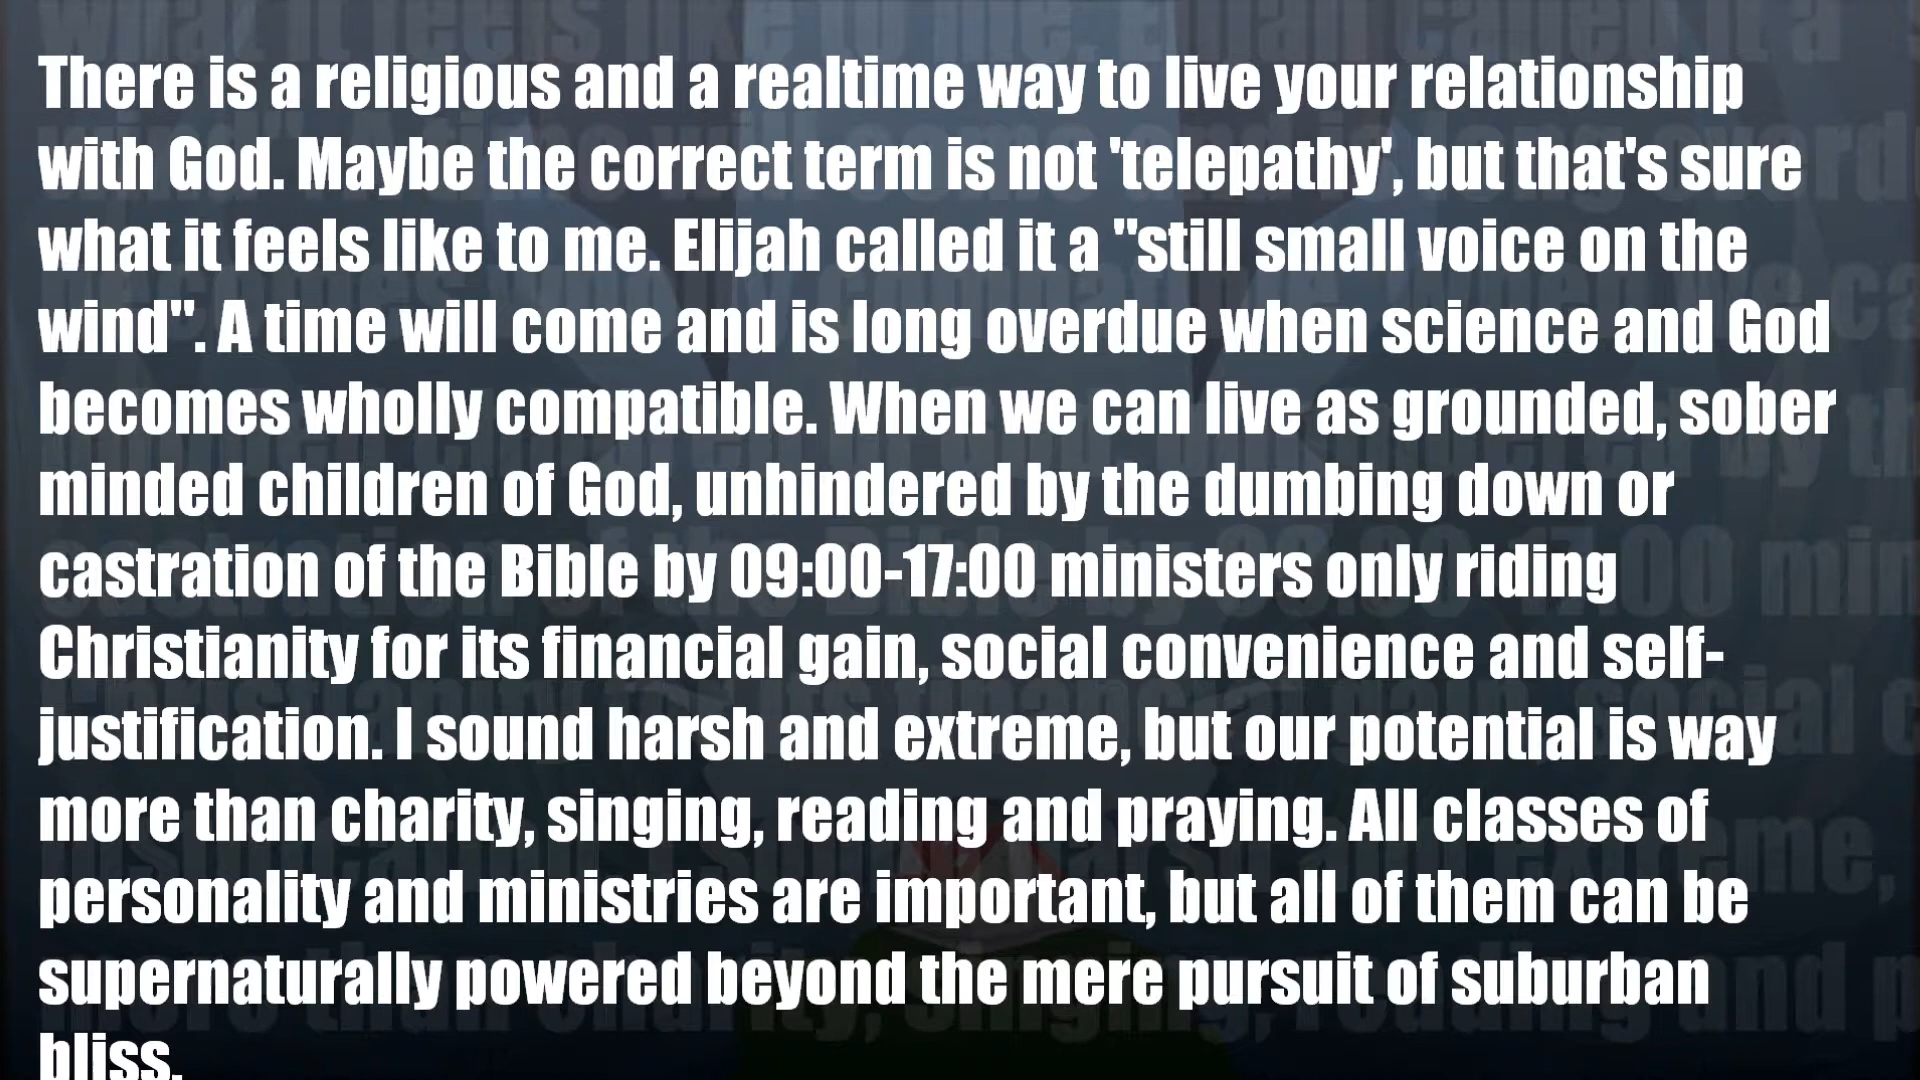 There is a religious and a realtime way to live your relationship
with God. Maybe the correct term is not 'telepathy', but that's sure
what it feels like to me. Elijah called it a "still small voice on the
wind". A time will come and is long overdue when science and God
becomes wholly compatible. When we can live as grounded, sober
minded children of God, unhindered by the dumbing down or
castration of the Bible by 09:00-17:00 ministers only riding
Christianity for its financial gain, social convenience and self-
justification. I sound harsh and extreme, but our potential is way
more than charity, singing, reading and praying. All classes of
personality and ministries are important, but all of them can be
supernaturally powered beyond the mere pursuit of suburban
bliss.